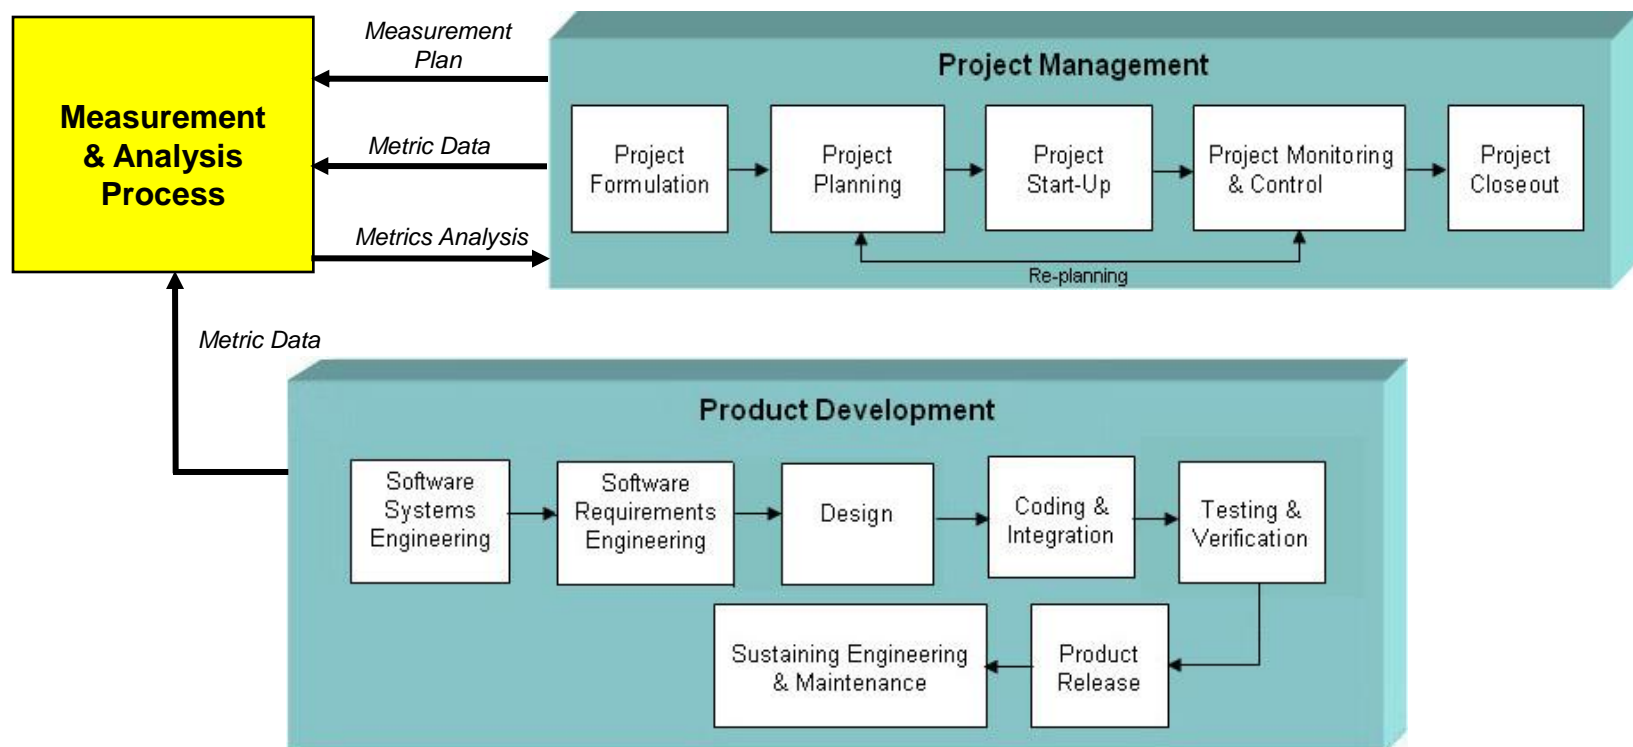 Measurement
Plan
Metric Data
Metrics Analysis
Measurement
& Analysis
Process
Project Management
Project
Formulation
Project
Planning
Project
Start-Up
Project Monitoring
& Control
Project
Closeout
Re-planning
Metric Data
Product Development
Software
Systems
Engineering
Software
Requirements
Engineering
Design
Coding &
Integration
Testing &
Verification
Sustaining Engineering
& Maintenance
Product
Release